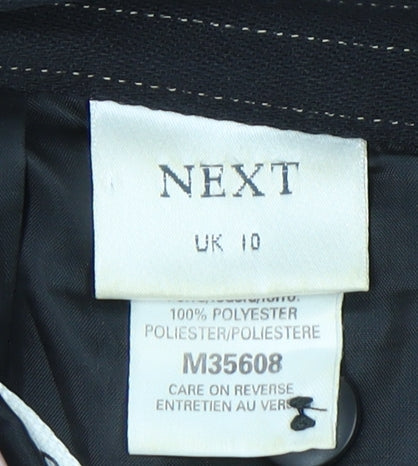 NEXT
UK 10
100% POLYESTER
POLIESTER/POLIESTERE
M35608
CARE ON REVERSE
ENTRETIEN AU